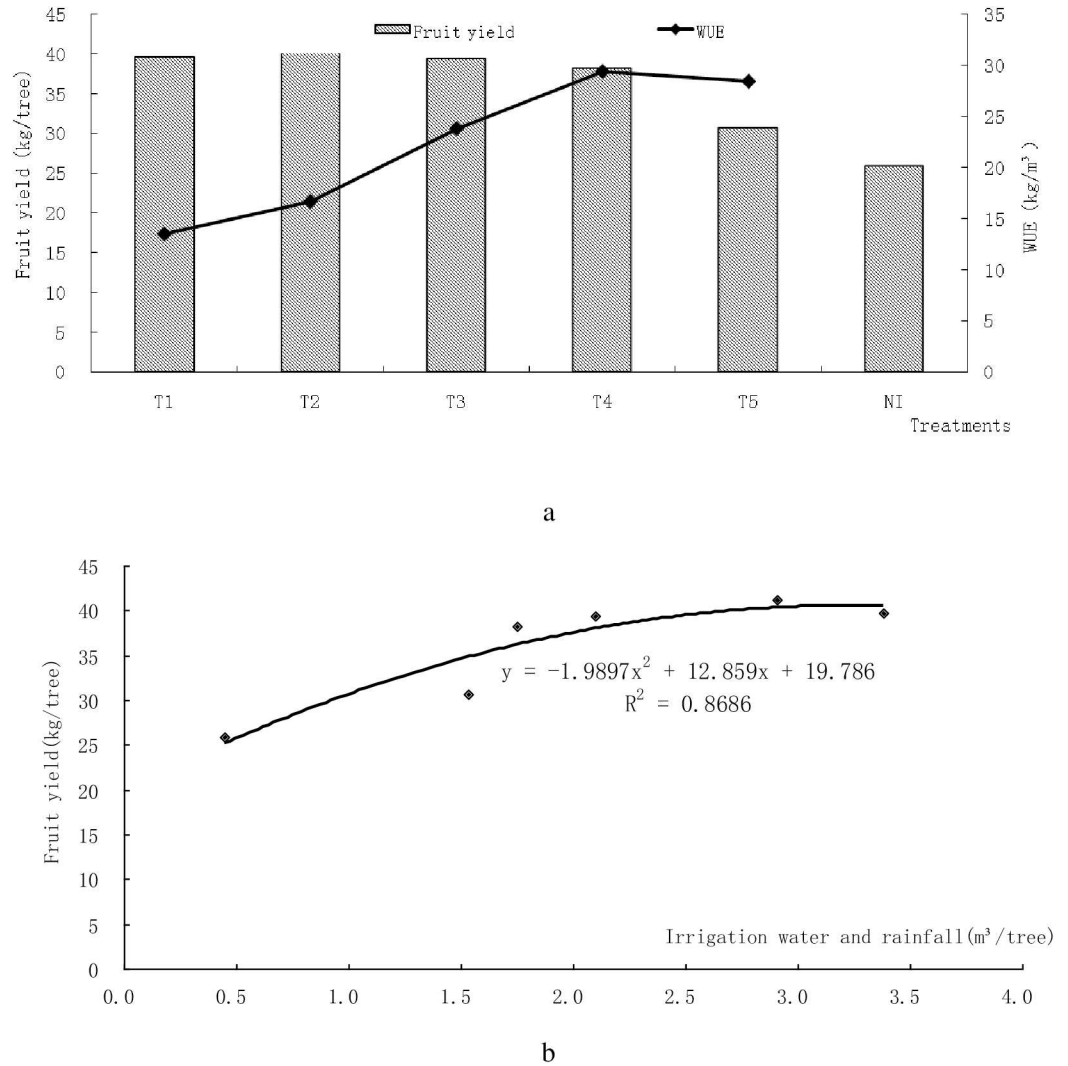 45
40
35
30
25
20
15
10
5
0
Fruit yield (kg/tree)
Fruit yield
WUE
35
30
25
20
15
10
5
0
WUE (kg/m³)
T1 T2 T3 T4 T5 NI
Treatments
a
45
40
35
30
25
20
15
10
5
0
Fruit yield(kg/tree)
y = -1.9897x² + 12.859x + 19.786
R² = 0.8686
Irrigation water and rainfall(m³/tree)
0.0 0.5 1.0 1.5 2.0 2.5 3.0 3.5 4.0
b